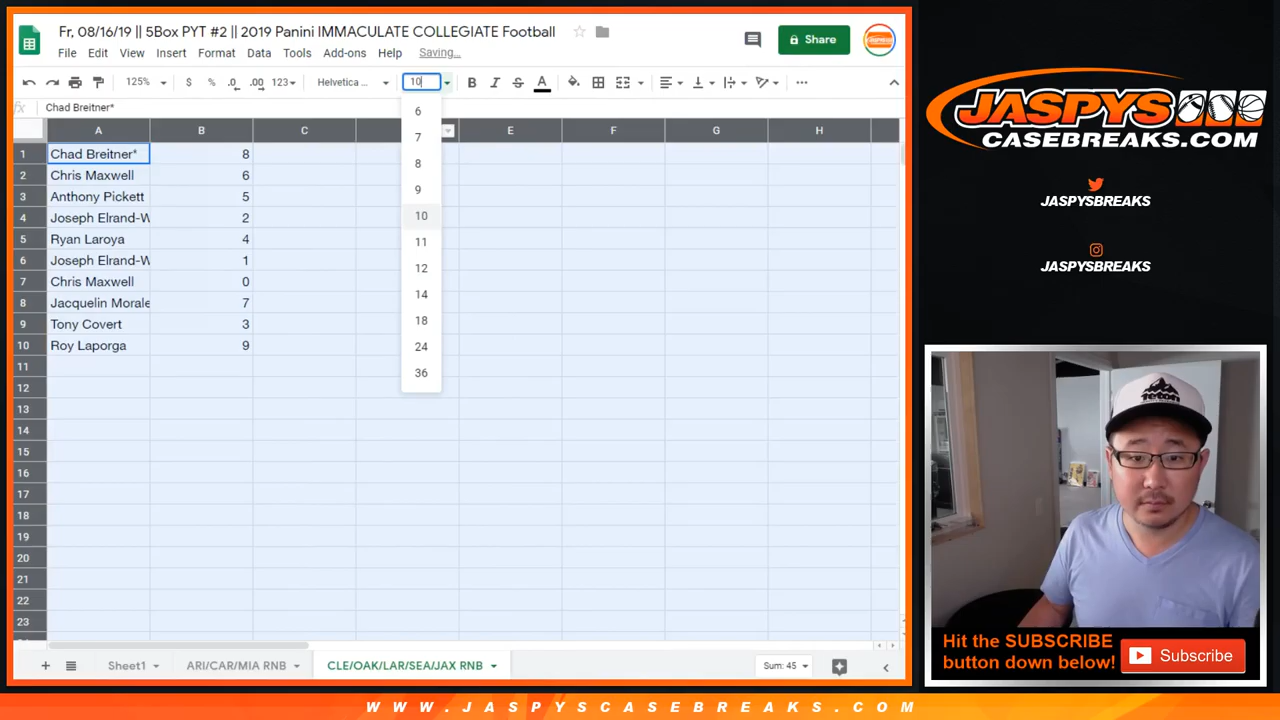 Fr, 08/16/19 || 5Box PYT #2 || 2019 Panini IMMACULATE COLLEGIATE Football
File Edit View Insert Format Data Tools Add-ons Help Saving...
Share
JASPYS
125% $ % .0 .00 123 Helvetica ... 10 B I S A
fx Chad Breitner*
A B C E F G H
1 Chad Breitner* 8
2 Chris Maxwell 6
3 Anthony Pickett 5
4 Joseph Elrand-W 2
5 Ryan Laroya 4
6 Joseph Elrand-W 1
7 Chris Maxwell 0
8 Jacquelin Morale 7
9 Tony Covert 3
10 Roy Laporga 9
11
12
13
14
15
16
17
18
19
20
21
22
23
6
7
8
9
10
11
12
14
18
24
36
Sheet1 ARI/CAR/MIA RNB CLE/OAK/LAR/SEA/JAX RNB Sum: 45
JASPYS
CASEBREAKS.COM
JASPYSBREAKS
JASPYSBREAKS
Hit the SUBSCRIBE
button down below!
Subscribe
WWW.JASPYSCASEBREAKS.COM